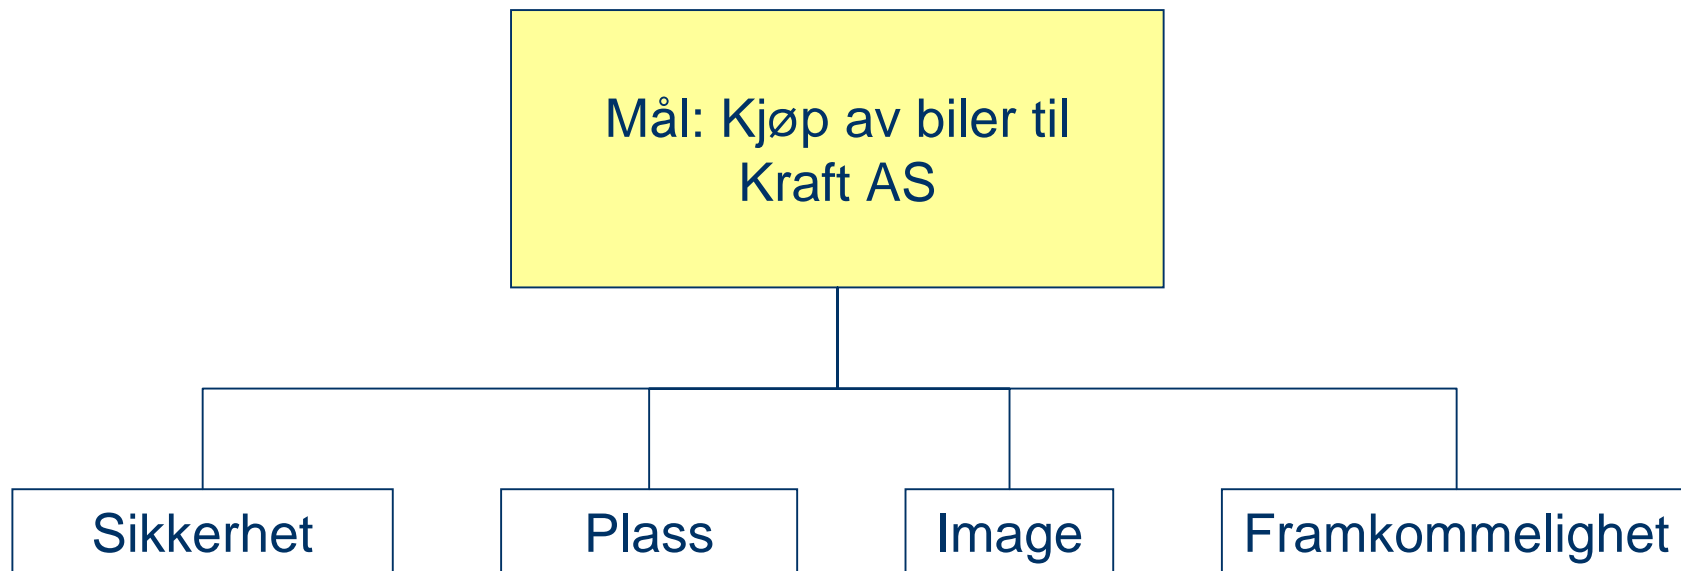 Mål: Kjøp av biler til
Kraft AS
Sikkerhet
Plass
Image
Framkommelighet